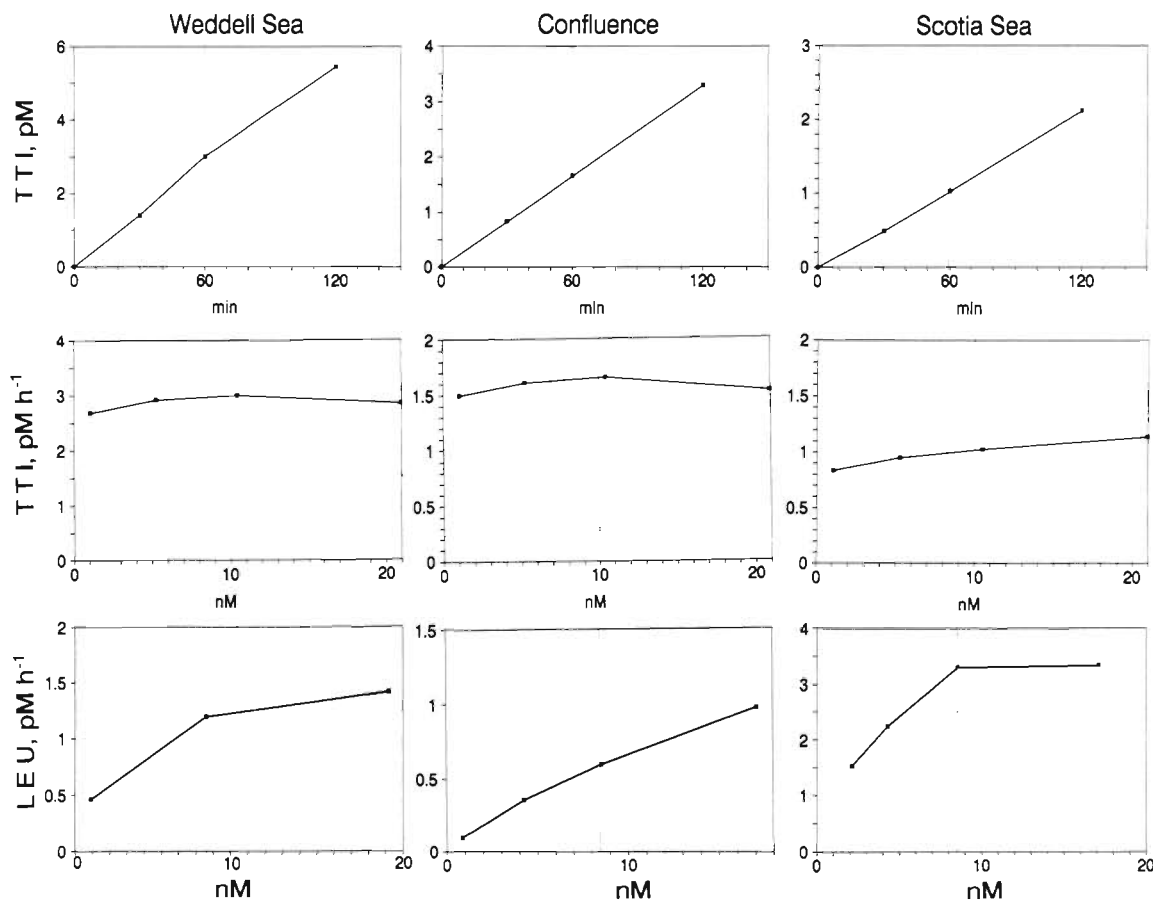 Weddell Sea Confluence Scotia Sea
6 4 3
4 3 2
2 2 1
0 1 0
0
0 60 120 0 60 120 0 60 120
min min min
TTI, pM
4 2 2
3 1.5 1.5
2 1 1
1 0.5 0.5
0 0 0
0 10 20 0 10 20 0 10 20
nM nM nM
TTI, pM h-1
2 1.5 4
1.5 1 3
1 0.5 2
0.5 0 1
0 0
0 10 20 0 10 0 10 20
nM nM nM
LEU, pM h-1